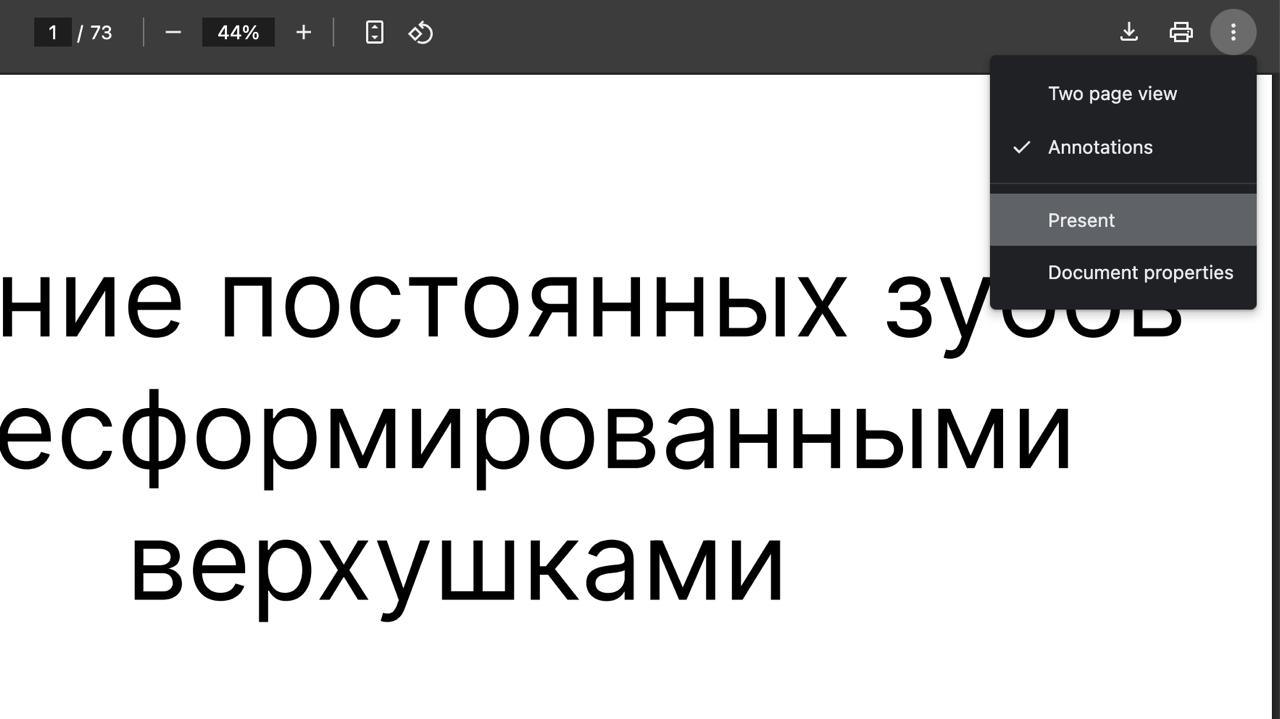 1 / 73
44%
Two page view
Annotations
Present
Document properties
ние постоянных зубов
есформированными
верхушками